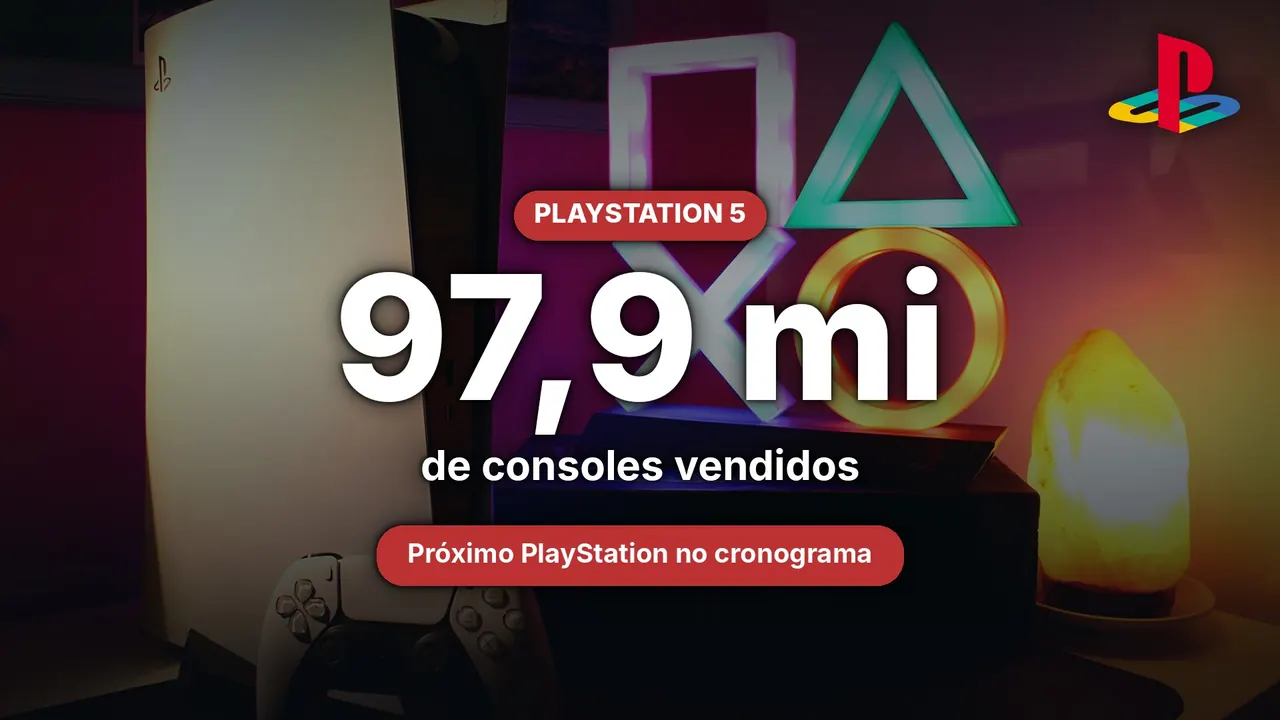 PLAYSTATION 5
97,9 mi
de consoles vendidos
Próximo PlayStation no cronograma